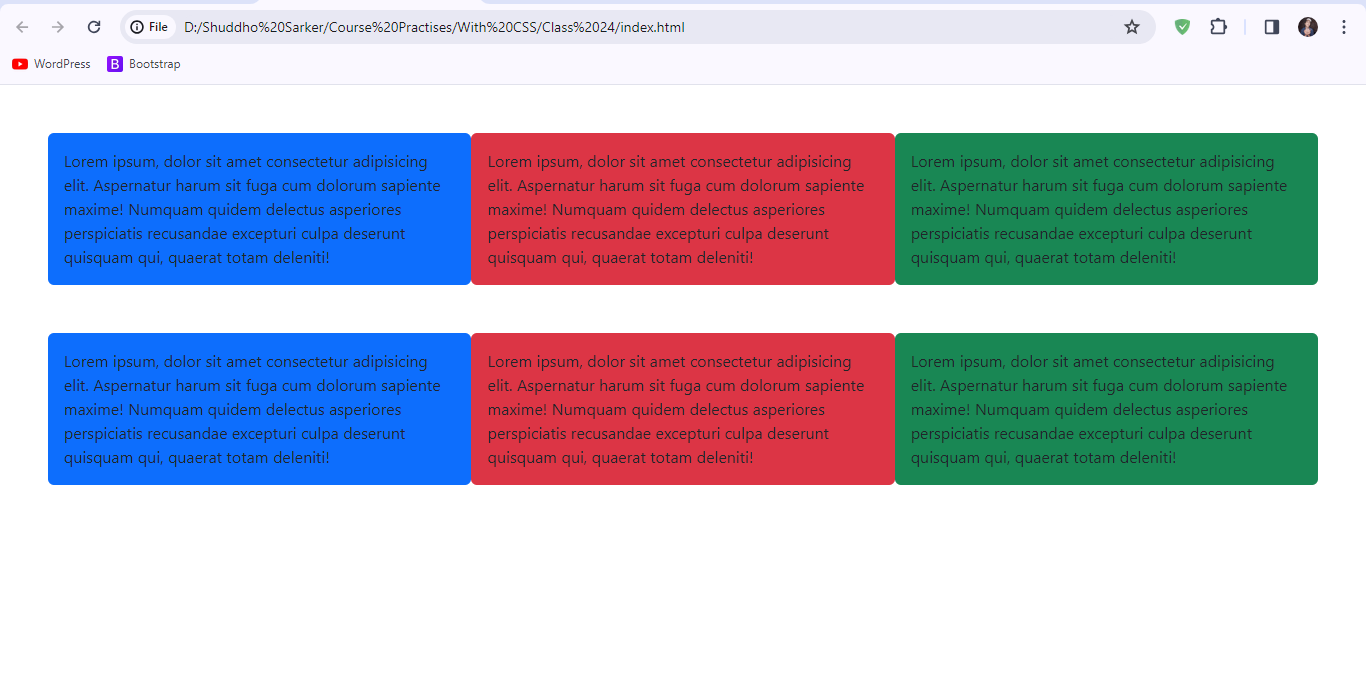 File D:/Shuddho%20Sarker/Course%20Practises/With%20CSS/Class%2024/index.html
WordPress B Bootstrap
Lorem ipsum, dolor sit amet consectetur adipisicing
elit. Aspernatur harum sit fuga cum dolorum sapiente
maxime! Numquam quidem delectus asperiores
perspiciatis recusandae excepturi culpa deserunt
quisquam qui, quaerat totam deleniti!
Lorem ipsum, dolor sit amet consectetur adipisicing
elit. Aspernatur harum sit fuga cum dolorum sapiente
maxime! Numquam quidem delectus asperiores
perspiciatis recusandae excepturi culpa deserunt
quisquam qui, quaerat totam deleniti!
Lorem ipsum, dolor sit amet consectetur adipisicing
elit. Aspernatur harum sit fuga cum dolorum sapiente
maxime! Numquam quidem delectus asperiores
perspiciatis recusandae excepturi culpa deserunt
quisquam qui, quaerat totam deleniti!
Lorem ipsum, dolor sit amet consectetur adipisicing
elit. Aspernatur harum sit fuga cum dolorum sapiente
maxime! Numquam quidem delectus asperiores
perspiciatis recusandae excepturi culpa deserunt
quisquam qui, quaerat totam deleniti!
Lorem ipsum, dolor sit amet consectetur adipisicing
elit. Aspernatur harum sit fuga cum dolorum sapiente
maxime! Numquam quidem delectus asperiores
perspiciatis recusandae excepturi culpa deserunt
quisquam qui, quaerat totam deleniti!
Lorem ipsum, dolor sit amet consectetur adipisicing
elit. Aspernatur harum sit fuga cum dolorum sapiente
maxime! Numquam quidem delectus asperiores
perspiciatis recusandae excepturi culpa deserunt
quisquam qui, quaerat totam deleniti!